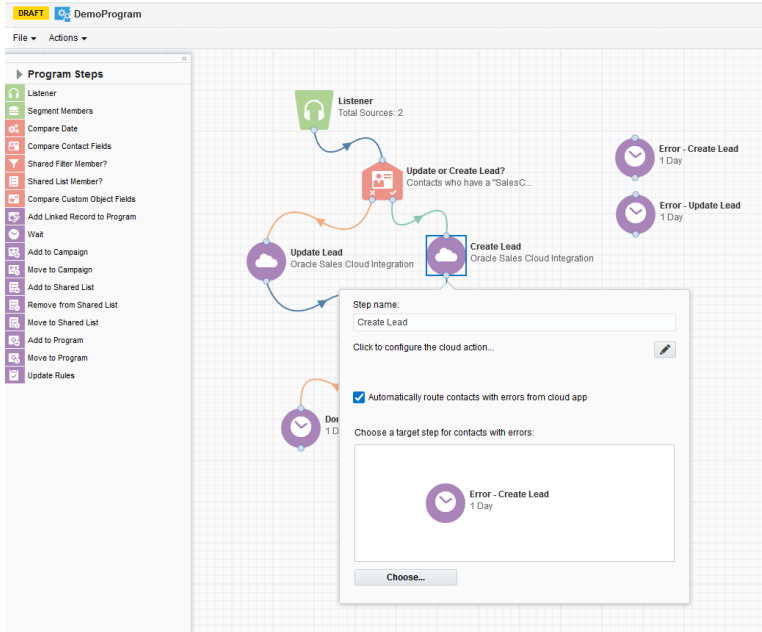 DRAFT DemoProgram
File Actions
Program Steps
Listener
Segment Members
Compare Date
Compare Contact Fields
Shared Filter Member?
Shared List Member?
Compare Custom Object Fields
Add Linked Record to Program
Wait
Add to Campaign
Move to Campaign
Add to Shared List
Remove from Shared List
Move to Shared List
Add to Program
Move to Program
Update Rules
Listener
Total Sources: 2
Update or Create Lead?
Contacts who have a "SalesC...
Error - Create Lead
1 Day
Error - Update Lead
1 Day
Update Lead
Oracle Sales Cloud Integration
Create Lead
Oracle Sales Cloud Integration
1 D
Step name:
Create Lead
Click to configure the cloud action...
Automatically route contacts with errors from cloud app
Choose a target step for contacts with errors:
Error - Create Lead
1 Day
Choose...